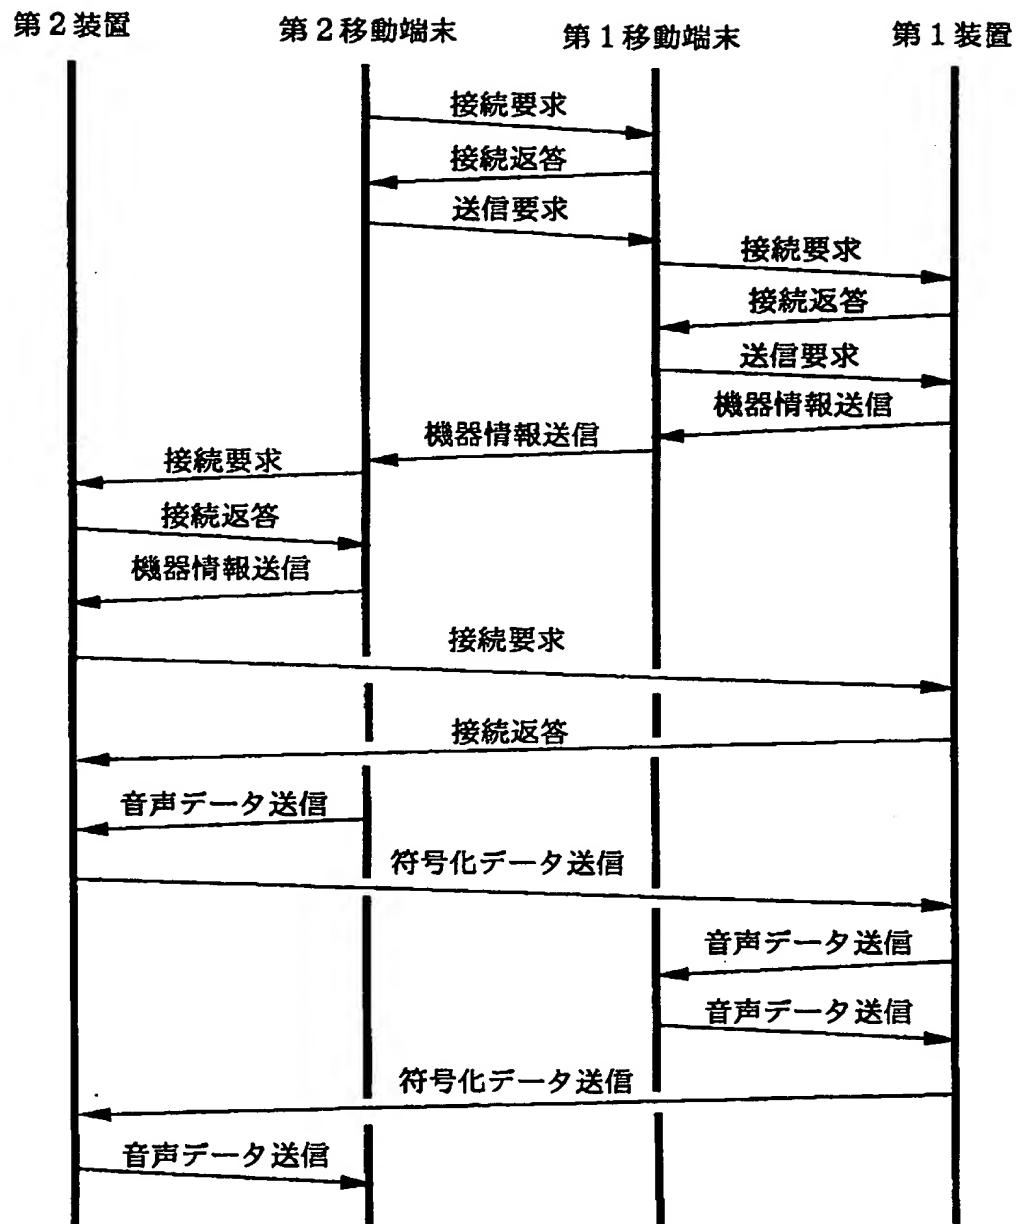 第2装置
第2移動端末
第1移動端末
第1装置
接続要求
接続返答
送信要求
接続要求
接続返答
送信要求
機器情報送信
機器情報送信
接続要求
接続返答
機器情報送信
接続要求
接続返答
音声データ送信
符号化データ送信
音声データ送信
音声データ送信
符号化データ送信
音声データ送信